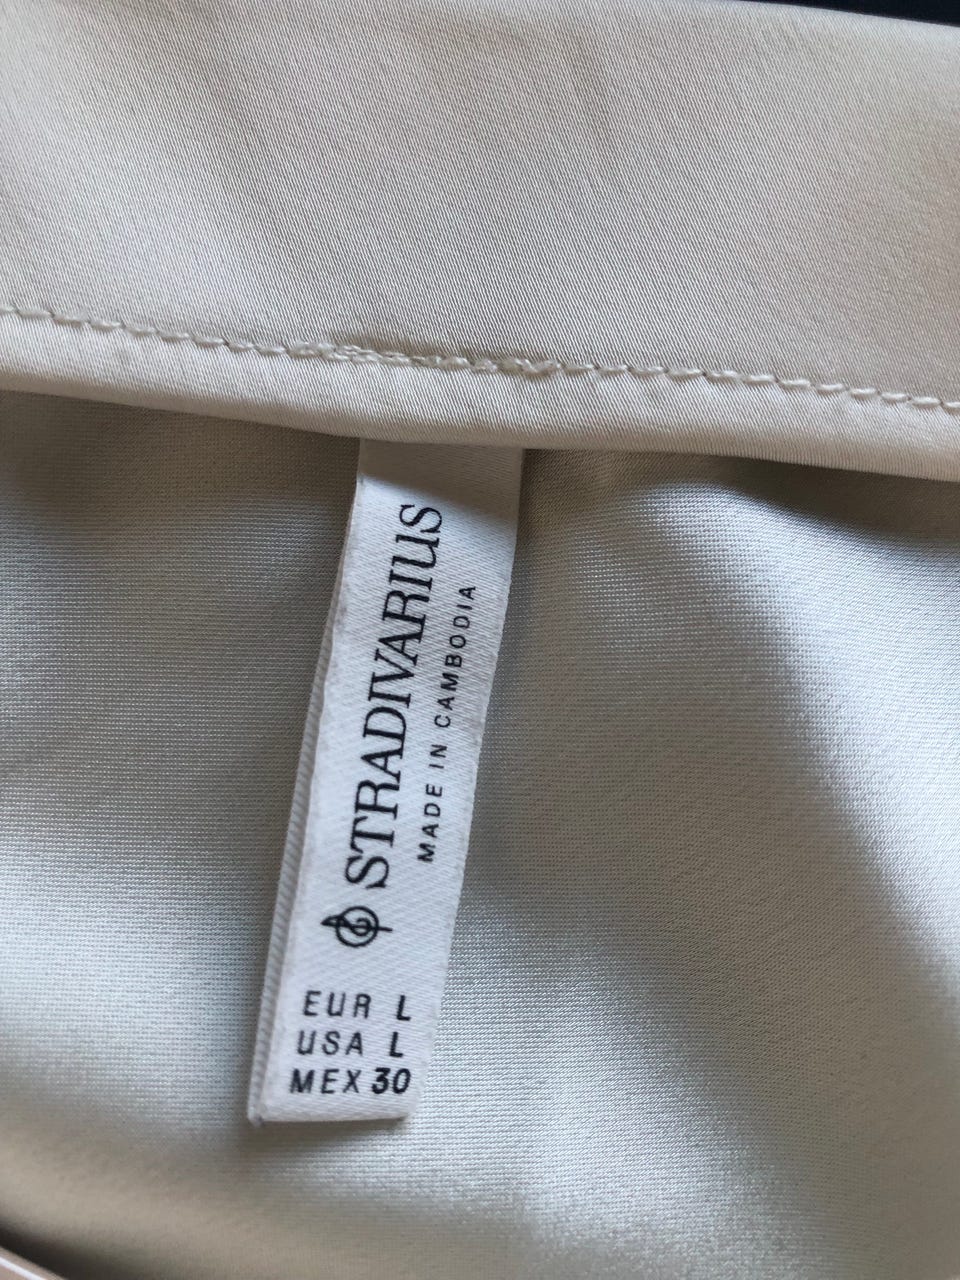 STRADIVARIUS
MADE IN CAMBODIA
EUR L
USA L
MEX 30